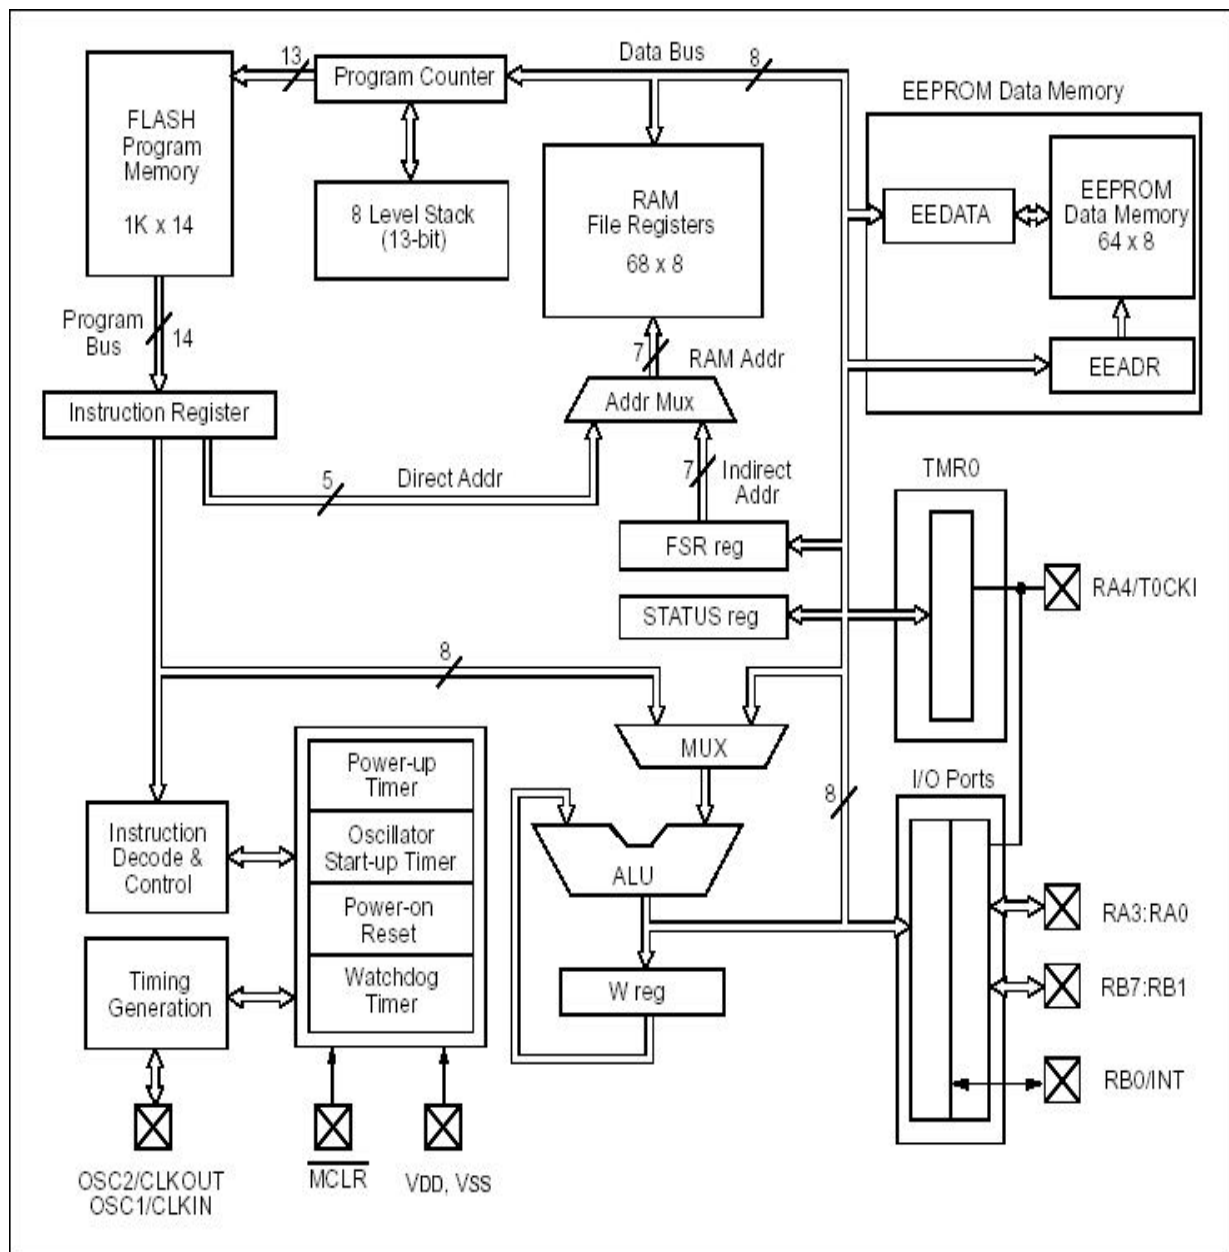 13
Program Counter
Data Bus
8
EEPROM Data Memory
FLASH
Program
Memory
1K x 14
8 Level Stack
(13-bit)
RAM
File Registers
68 x 8
EEDATA
EEPROM
Data Memory
64 x 8
Program
Bus
14
7
RAM Addr
EEADR
Instruction Register
Addr Mux
5
Direct Addr
7
Indirect
Addr
TMR0
FSR reg
RA4/T0CKI
STATUS reg
8
MUX
Power-up
Timer
8
I/O Ports
Instruction
Decode &
Control
Oscillator
Start-up Timer
ALU
Power-on
Reset
RA3:RA0
Timing
Generation
Watchdog
Timer
W reg
RB7:RB1
RB0/INT
OSC2/CLKOUT
OSC1/CLKIN
MCLR
VDD, VSS